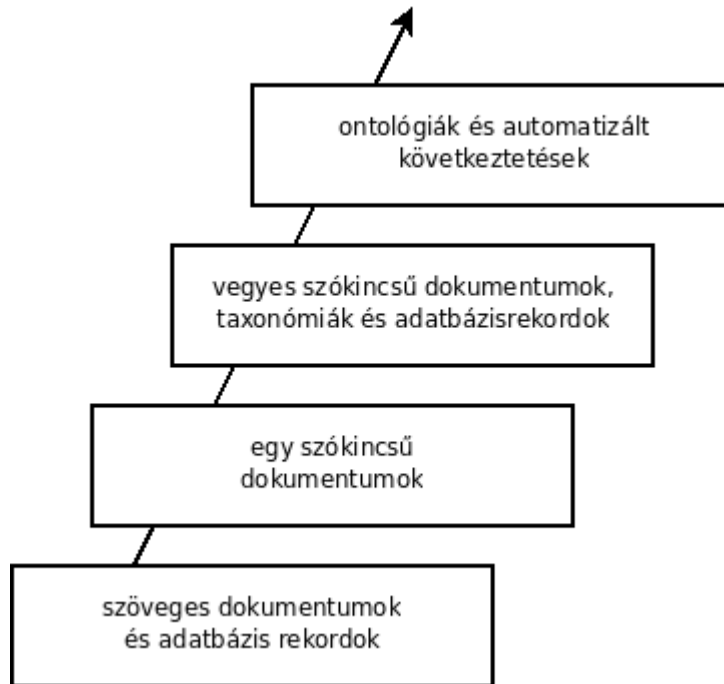 ontológiák és automatizált
következtetések
vegyes szókincsű dokumentumok,
taxonómiák és adatbázisrekordok
egy szókincsű
dokumentumok
szöveges dokumentumok
és adatbázis rekordok